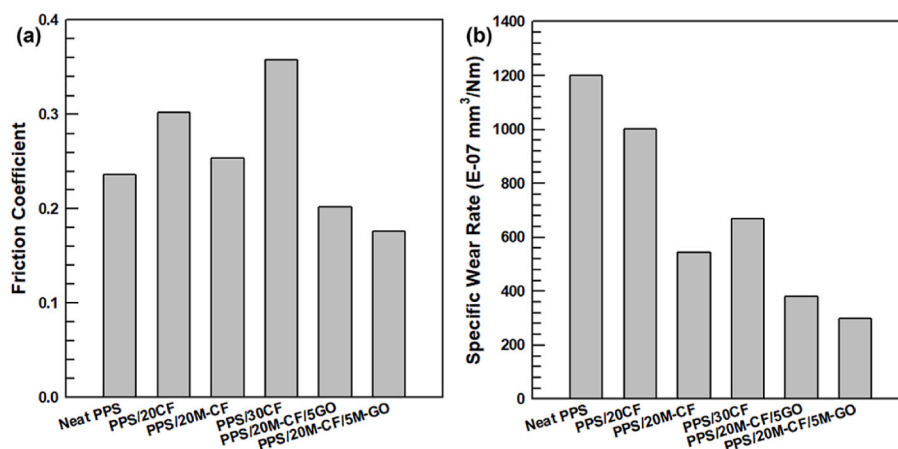 (a)
Friction Coefficient
0.4
0.3
0.2
0.1
0.0
Neat PPS
PPS/20CF
PPS/20M-CF
PPS/30CF
PPS/20M-CF/5GO
PPS/20M-CF/5M-GO
(b)
Specific Wear Rate (E-07 mm³/Nm)
1400
1200
1000
800
600
400
200
0
Neat PPS
PPS/20CF
PPS/20M-CF
PPS/30CF
PPS/20M-CF/5GO
PPS/20M-CF/5M-GO